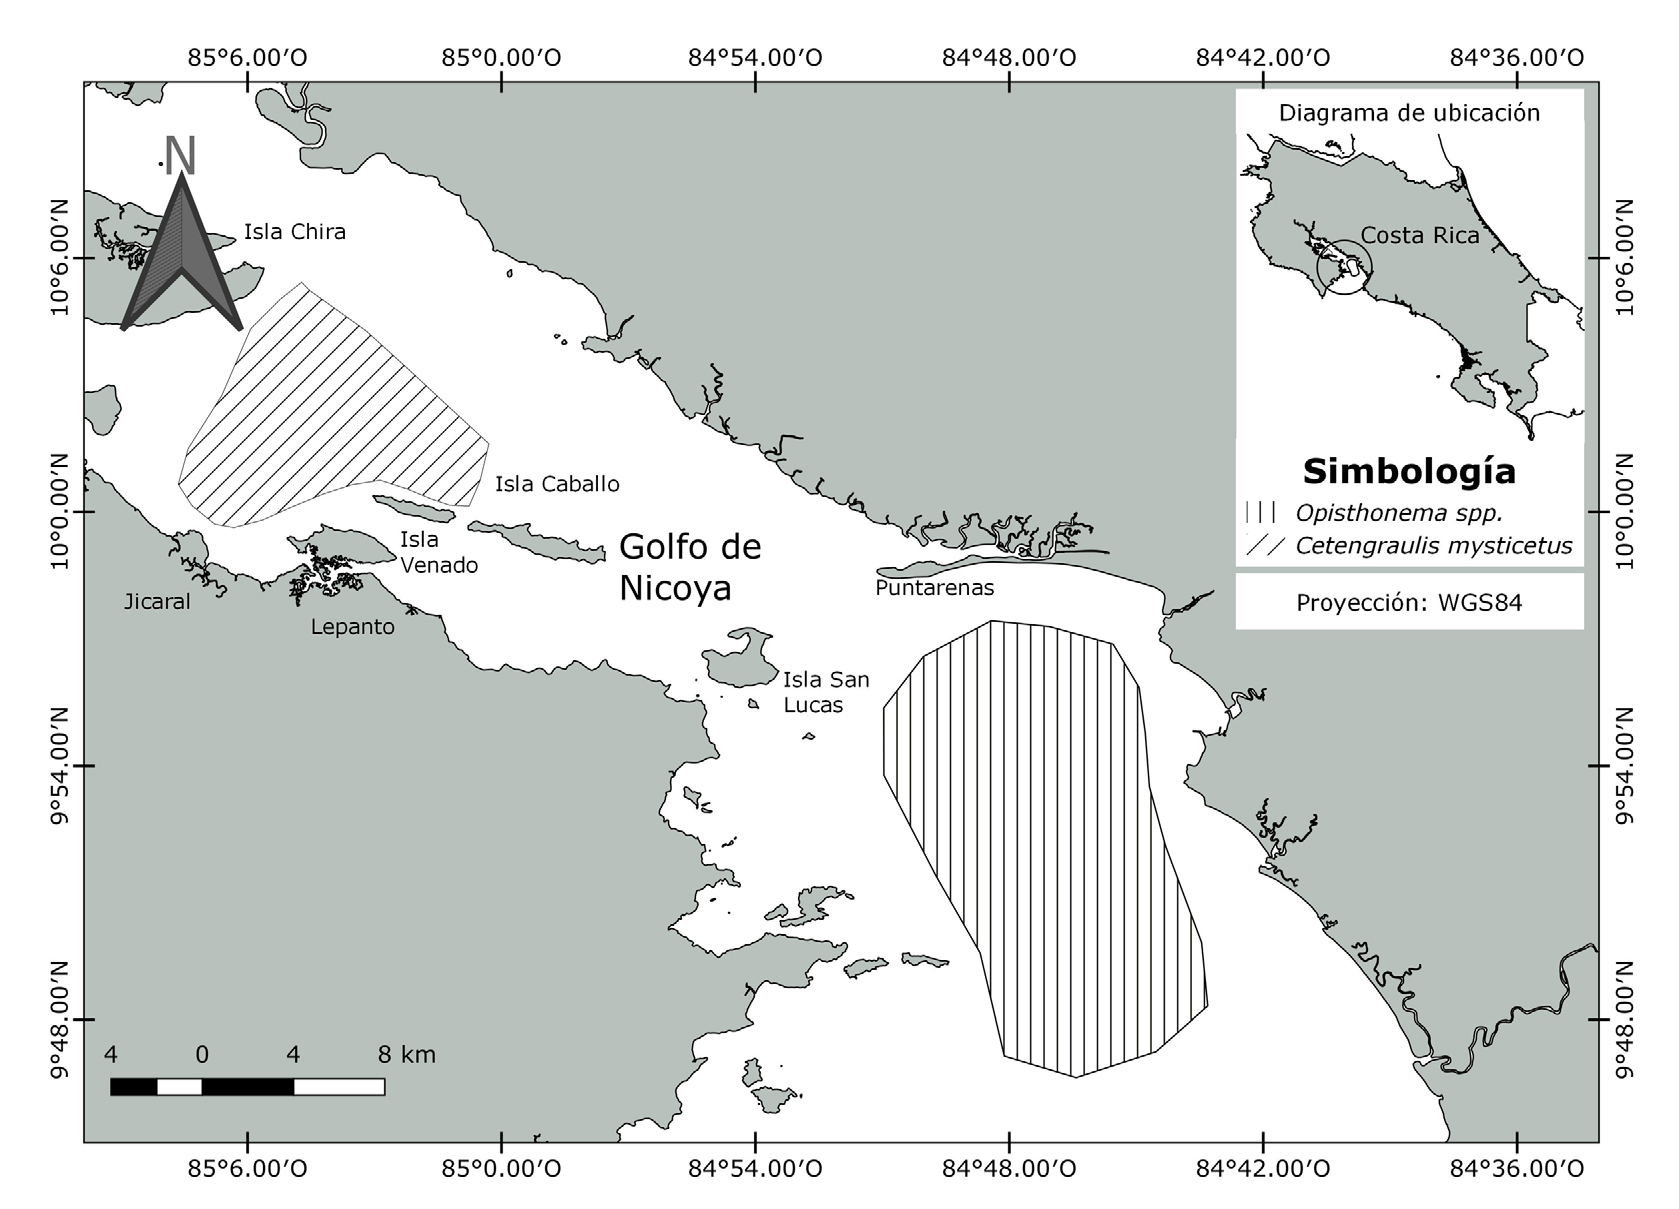 85°6.00′O 85°0.00′O 84°54.00′O 84°48.00′O 84°42.00′O 84°36.00′O
Diagrama de ubicación
N
Isla Chira
Costa Rica
10°6.00′N
10°6.00′N
Simbología
Opisthonema spp.
Cetengraulis mysticetus
Proyección: WGS84
Isla Caballo
10°0.00′N
10°0.00′N
Isla
Venado
Golfo de
Nicoya
Puntarenas
Jicaral
Lepanto
Isla San
Lucas
9°54.00′N
9°54.00′N
9°48.00′N
9°48.00′N
4 0 4 8 km
85°6.00′O 85°0.00′O 84°54.00′O 84°48.00′O 84°42.00′O 84°36.00′O